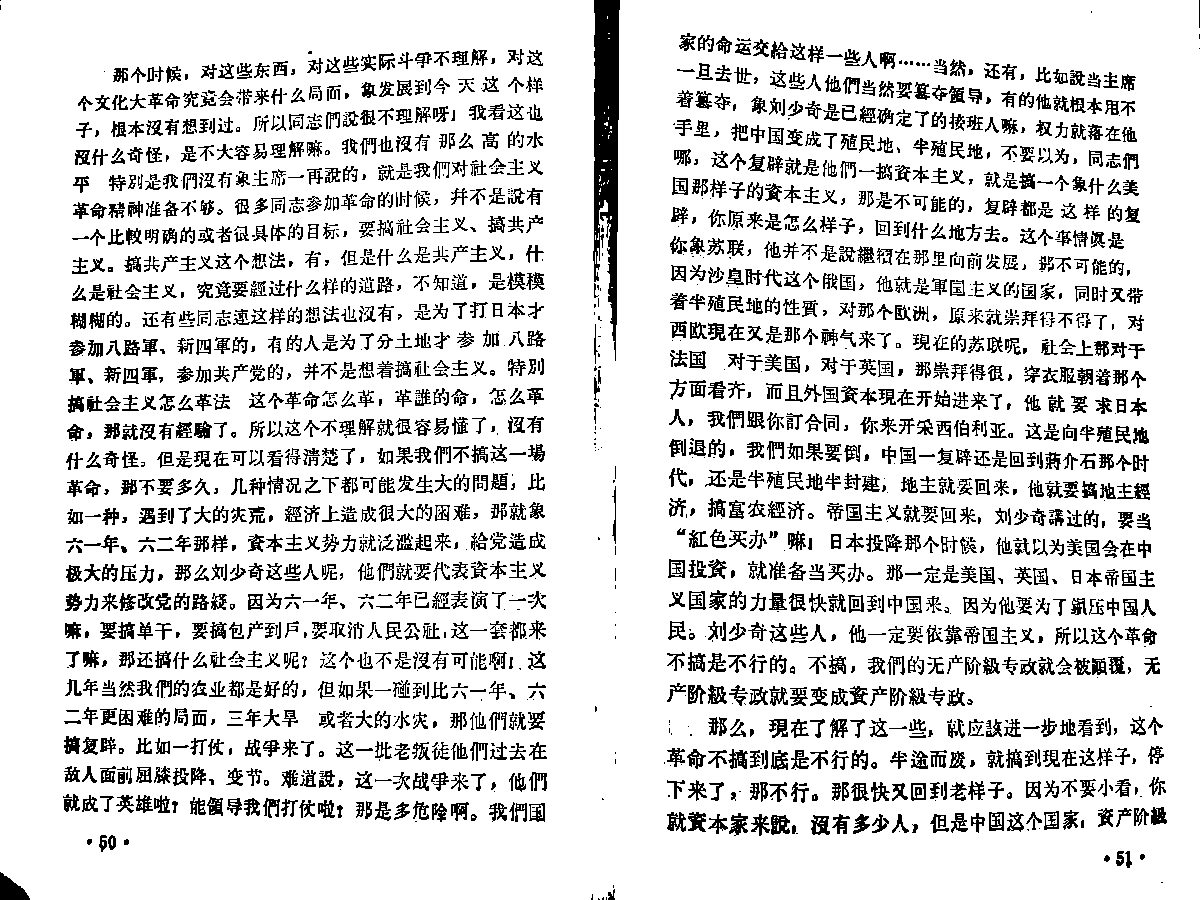 那个时候，对这些东西，对这些实际斗爭不理解，对这
个文化大革命究竟会带来什么局面，象发展到今 天 这 个样
子，根本沒有想到过。所以同志們說很不理解呀！我看这也
沒什么奇怪，是不大容易理解嘛。我們也沒有 那么 高 的水
平　特別是我們沒有象主席一再說的，就是我們对社会主义
革命精神准备不够。很多同志参加革命的时候，幷不是說有
一个比較明确的或者很具体的目标，要搞社会主义、搞共产
主义。搞共产主义这个想法，有，但是什么是共产主义，什
么是社会主义，究竟要經过什么样的道路，不知道，是模模
糊糊的。还有些同志連这样的想法也沒有，是为了打日本才
参加八路軍、新四軍的，有的人是为了分土地才 参 加 八路
軍、新四軍，参加共产党的，并不是想着搞社会主义。特別
搞社会主义怎么革法　这个革命怎么革，革誰的命，怎么革
命，那就沒有經驗了。所以这个不理解就很容易懂了，沒有
什么奇怪。但是現在可以看得清楚了，如果我們不搞这一場
革命，那不要多久，几种情况之下都可能发生大的問題，比
如一种，遇到了大的灾荒，經济上造成很大的困难，那就象
六一年、六二年那样，資本主义势力就泛滥起来，給党造成
极大的压力，那么刘少奇这些人呢，他們就要代表資本主义
势力来修改党的路綫。因为六一年、六二年已經表演了一次
嘛，要搞单干，要搞包产到戶，要取消人民公社，这一套都来
了嘛，那还搞什么社会主义呢？这个也不是沒有可能啊！这
几年当然我們的农业都是好的，但如果一碰到比六一年、六
二年更困难的局面，三年大旱　或者大的水灾，那他們就要
搞复辟。比如一打仗，战爭来了。这一批老叛徒他們过去在
敌人面前屈膝投降、变节。难道說，这一次战爭来了，他們
就成了英雄啦？能領导我們打仗啦？那是多危险啊。我們国
·50·
家的命运交給这样一些人啊……当然，还有，比如說当主席
一旦去世，这些人他們当然要篡夺領导，有的他就根本用不
着篡夺，象刘少奇是已經确定了的接班人嘛，权力就落在他
手里，把中国变成了殖民地、半殖民地，不要以为，同志們
哪，这个复辟就是他們一搞資本主义，就是搞一个象什么美
国那样子的資本主义，那是不可能的，复辟都是 这 样 的复
辟，你原来是怎么样子，回到什么地方去。这个事情眞是
你象苏联，他并不是說繼續在那里向前发展，那不可能的，
因为沙皇时代这个俄国，他就是軍国主义的国家，同时又带
着半殖民地的性質，对那个欧洲，原来就崇拜得不得了，对
西欧現在又是那个神气来了。現在的苏联呢，社会上都对于
法国　对于美国，对于英国，那崇拜得很，穿衣服朝着那个
方面看齐，而且外国資本現在开始进来了，他 就 要 求日本
人，我們跟你訂合同，你来开采西伯利亚。这是向半殖民地
倒退的，我們如果要倒，中国一复辟还是回到蔣介石那个时
代，还是半殖民地半封建，地主就要回来，他就要搞地主經
济，搞富农經济。帝国主义就要回来，刘少奇講过的，要当
“紅色买办”嘛！日本投降那个时候，他就以为美国会在中
国投資，就准备当买办。那一定是美国、英国、日本帝国主
义国家的力量很快就回到中国来。因为他要为了鎭压中国人
民。刘少奇这些人，他一定要依靠帝国主义，所以这个革命
不搞是不行的。不搞，我們的无产阶級专政就会被顚覆，无
产阶級专政就要变成資产阶級专政。
那么，現在了解了这一些，就应該进一步地看到，这个
革命不搞到底是不行的。半途而废，就搞到現在这样子，停
下来了，那不行。那很快又回到老样子。因为不要小看，你
就資本家来說，沒有多少人，但是中国这个国家，資产阶級
·51·